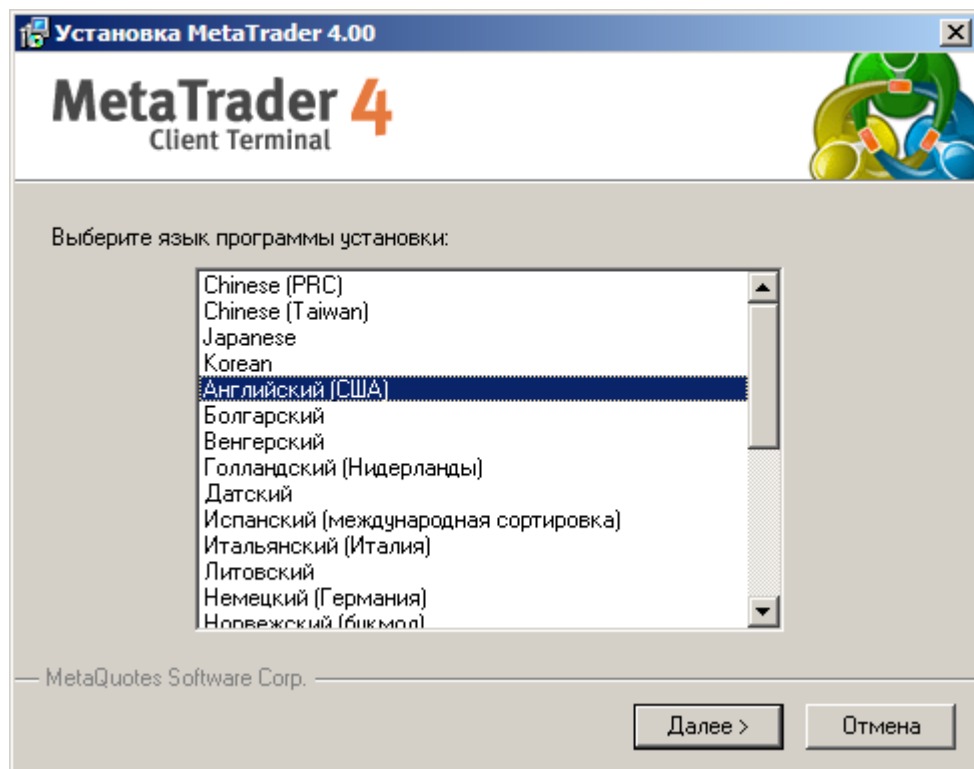 Установка MetaTrader 4.00
MetaTrader 4
Client Terminal
Выберите язык программы установки:
Chinese (PRC)
Chinese (Taiwan)
Japanese
Korean
Английский (США)
Болгарский
Венгерский
Голландский (Нидерланды)
Датский
Испанский (международная сортировка)
Итальянский (Италия)
Литовский
Немецкий (Германия)
Норвежский (букмол)
MetaQuotes Software Corp.
Далее >
Отмена